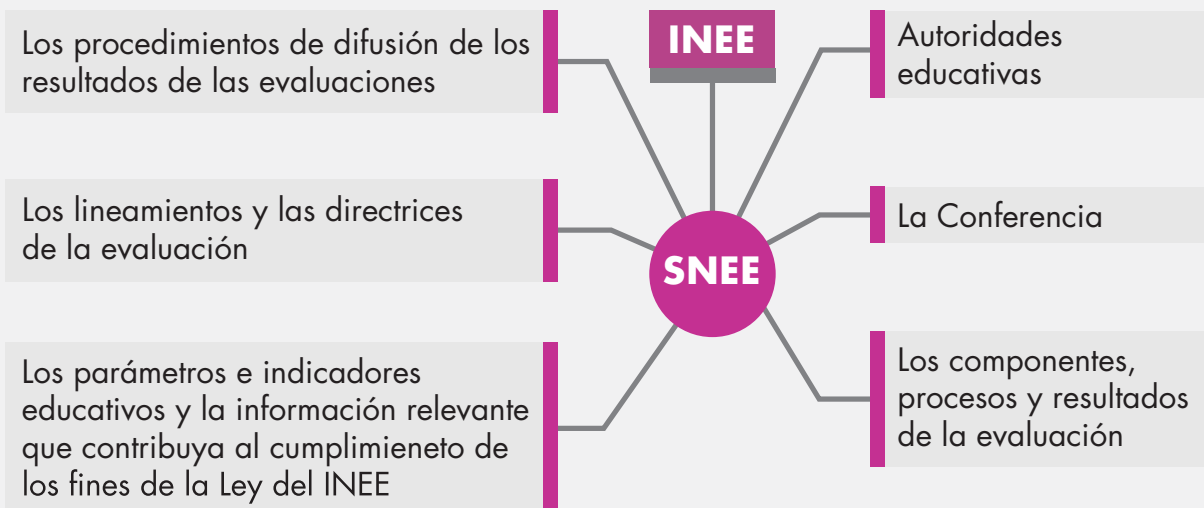 Los procedimientos de difusión de los
resultados de las evaluaciones
Los lineamientos y las directrices
de la evaluación
Los parámetros e indicadores
educativos y la información relevante
que contribuya al cumplimieneto de
los fines de la Ley del INEE
INEE
SNEE
Autoridades
educativas
La Conferencia
Los componentes,
procesos y resultados
de la evaluación